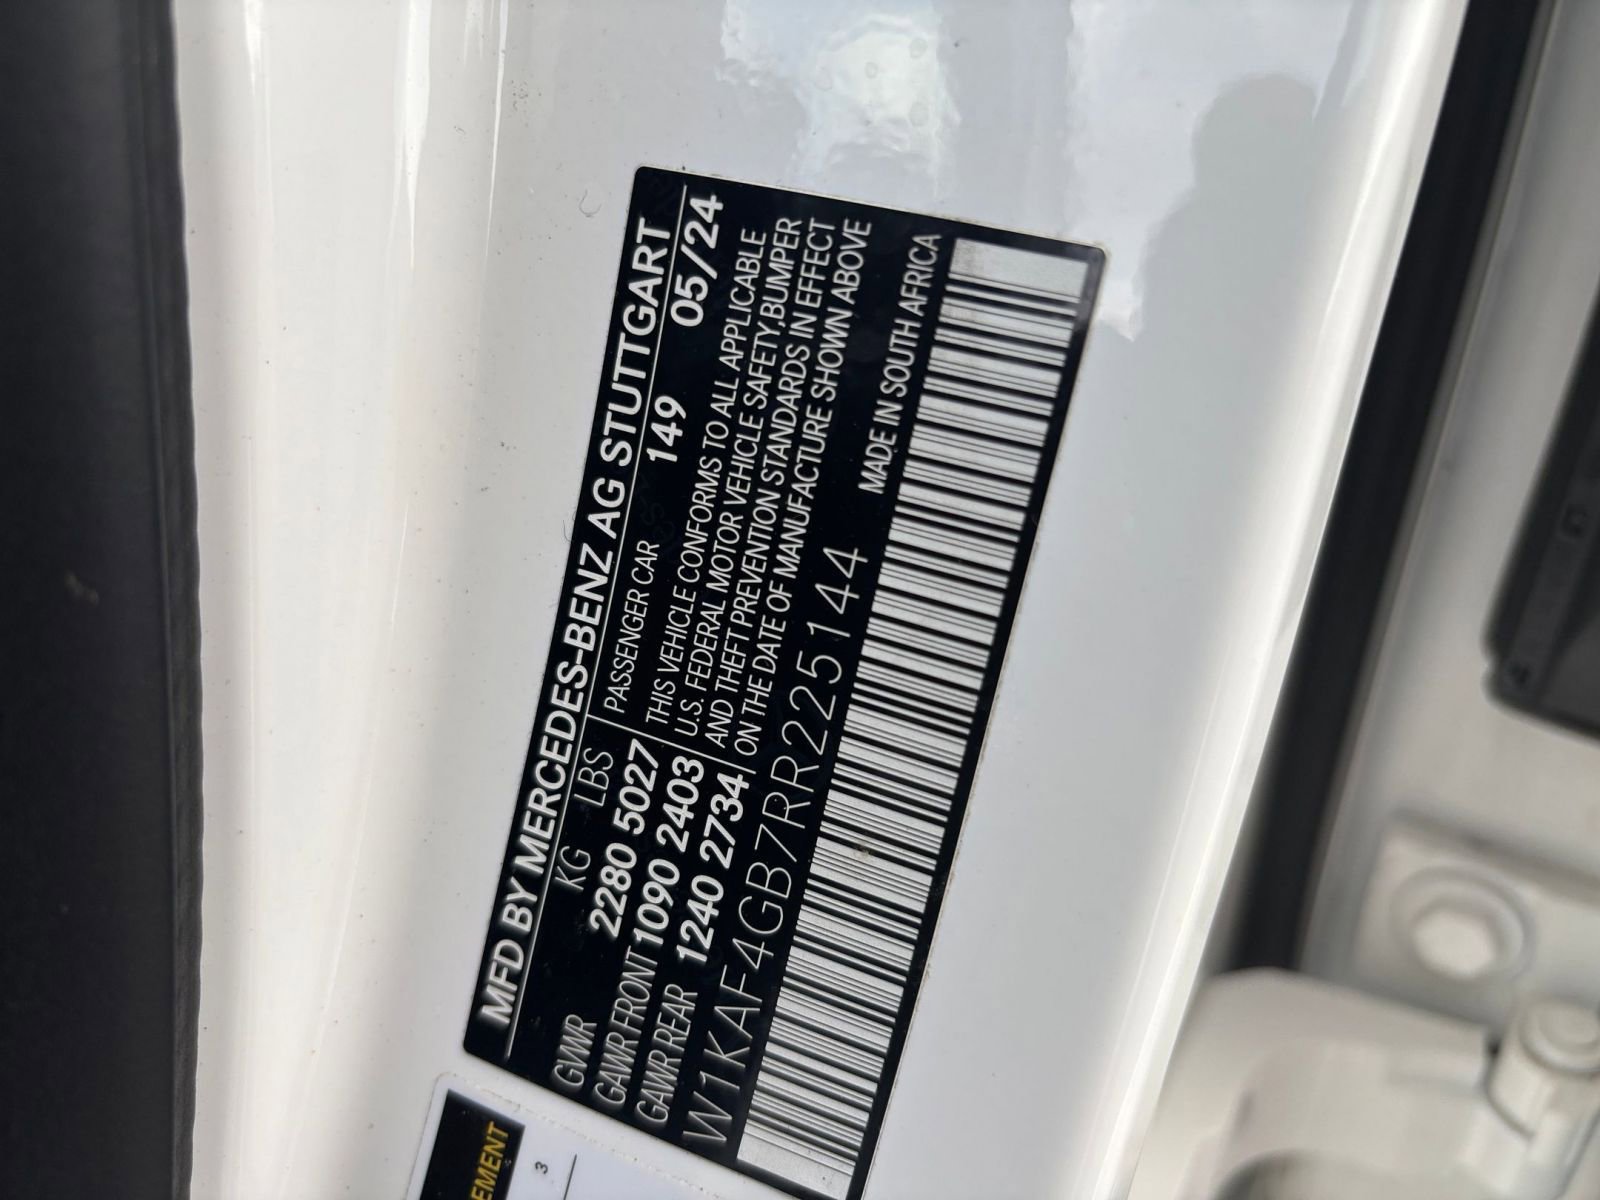 MFD BY MERCEDES-BENZ AG STUTTGART
KG LBS
PASSENGER CAR 149 05/24
GVWR 2280 5027
GAWR FRONT 1090 2403
GAWR REAR 1240 2734
THIS VEHICLE CONFORMS TO ALL APPLICABLE
U.S. FEDERAL MOTOR VEHICLE SAFETY,BUMPER
AND THEFT PREVENTION STANDARDS IN EFFECT
ON THE DATE OF MANUFACTURE SHOWN ABOVE
W1KAF4GB7RR225144
MADE IN SOUTH AFRICA
EMENT
3